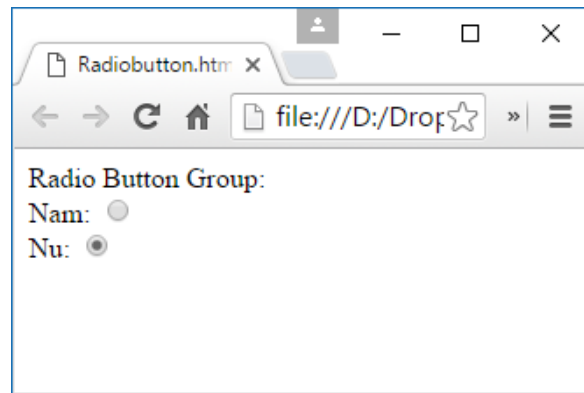 Radiobutton.htm
file:///D:/Drop
»
Radio Button Group:
Nam:
Nu: